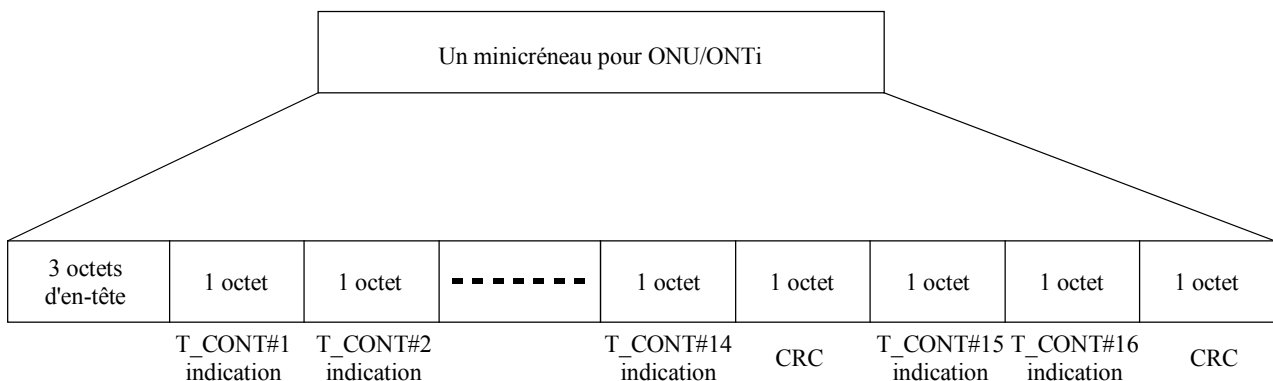 Un minicréneau pour ONU/ONTi
3 octets
d'en-tête
1 octet
1 octet
1 octet
1 octet
1 octet
1 octet
1 octet
T_CONT#1
indication
T_CONT#2
indication
T_CONT#14
indication
CRC
T_CONT#15
indication
T_CONT#16
indication
CRC